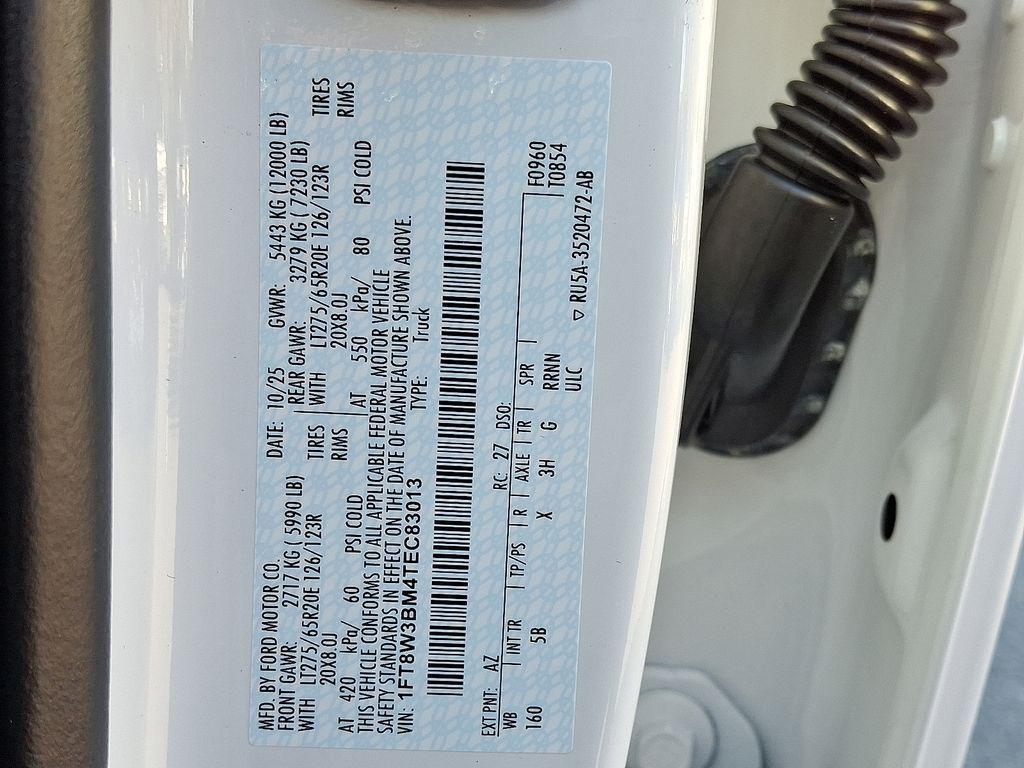 MFD. BY FORD MOTOR CO.
DATE: 10/25 GVWR: 5443 KG (12000 LB)
FRONT GAWR: 2717 KG (5990 LB)
REAR GAWR: 3279 KG (7230 LB)
WITH LT275/65R20E 126/123R TIRES
WITH LT275/65R20E 126/123R TIRES
20X8.0J RIMS
20X8.0J RIMS
AT 420 kPa/ 60 PSI COLD
AT 550 kPa/ 80 PSI COLD
THIS VEHICLE CONFORMS TO ALL APPLICABLE FEDERAL MOTOR VEHICLE
SAFETY STANDARDS IN EFFECT ON THE DATE OF MANUFACTURE SHOWN ABOVE.
VIN: 1FT8W3BM4TEC83013 TYPE: Truck
EXT PNT: AZ RC: 27 DSO: F0960
WB INT TR TP/PS R AXLE TR SPR T0854
160 5B X 3H G RRNN
ULC ▽ RU5A-3520472-AB